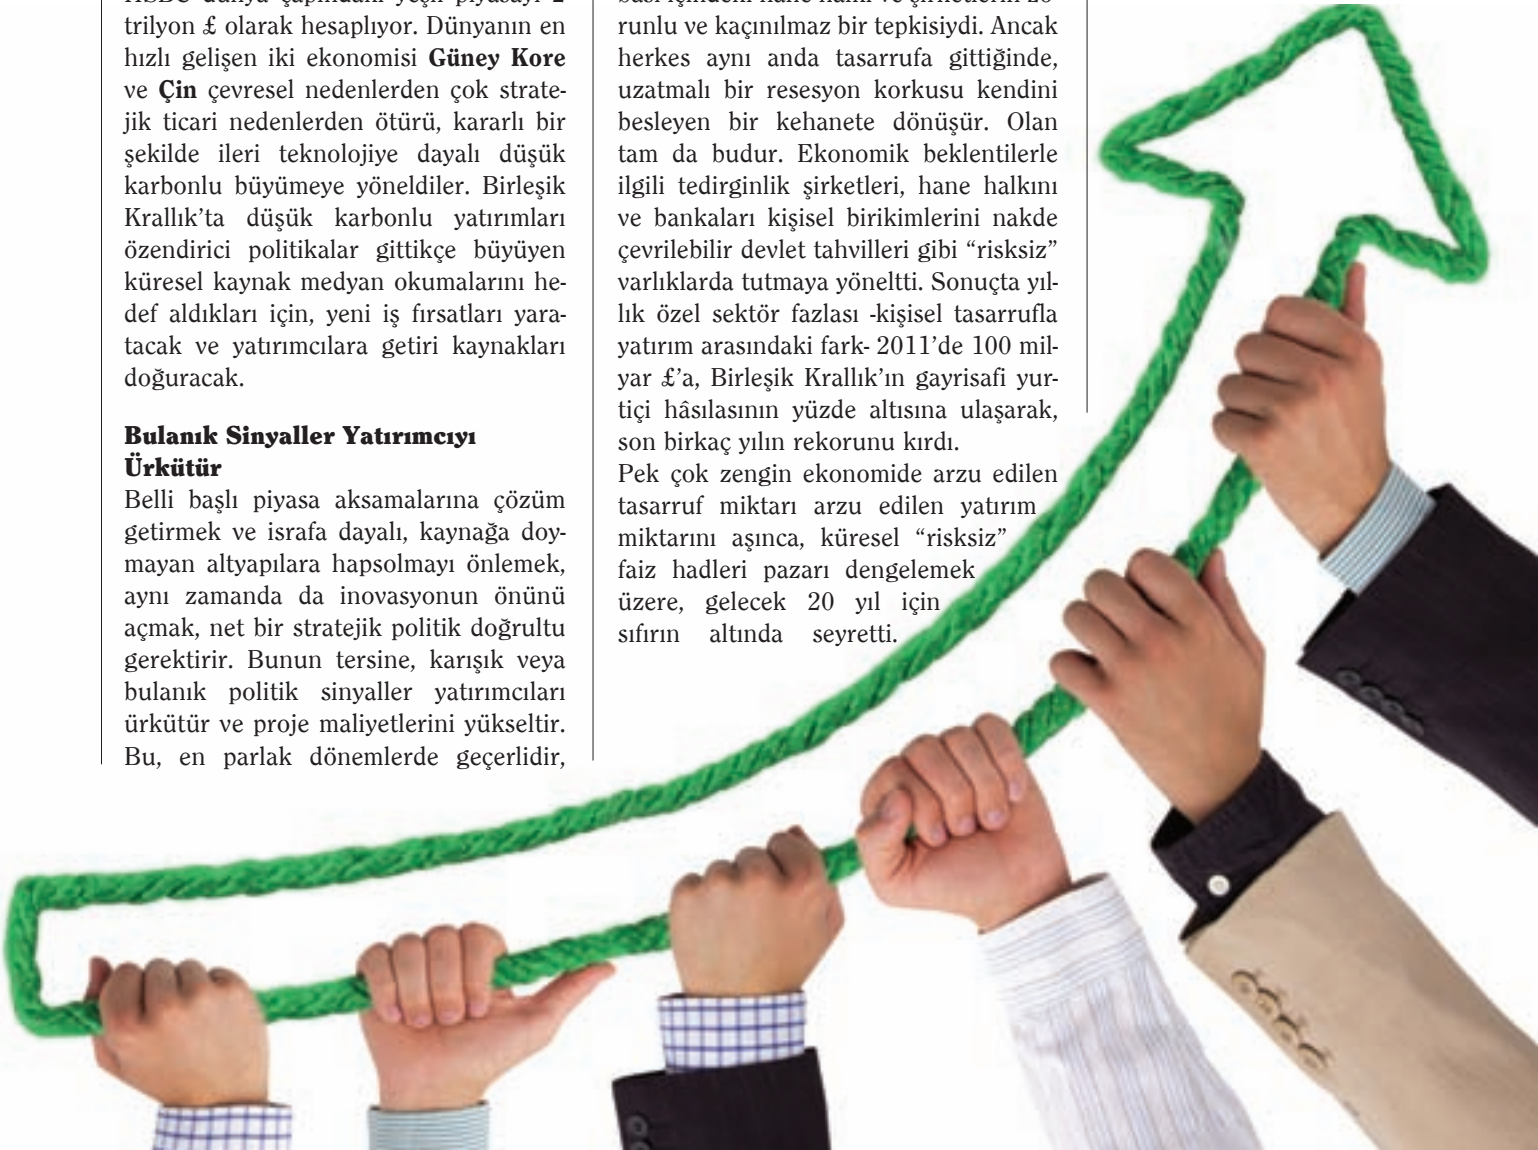 trilyon £ olarak hesaplıyor. Dünyanın en
hızlı gelişen iki ekonomisi Güney Kore
ve Çin çevresel nedenlerden çok strate-
jik ticari nedenlerden ötürü, kararlı bir
şekilde ileri teknolojiye dayalı düşük
karbonlu büyümeye yöneldiler. Birleşik
Krallık’ta düşük karbonlu yatırımları
özendirici politikalar gittikçe büyüyen
küresel kaynak medyan okumalarını he-
def aldıkları için, yeni iş fırsatları yara-
tacak ve yatırımcılara getiri kaynakları
doğuracak.
Bulanık Sinyaller Yatırımcıyı
Ürkütür
Belli başlı piyasa aksamalarına çözüm
getirmek ve israfa dayalı, kaynağa doy-
mayan altyapılara hapsolmayı önlemek,
aynı zamanda da inovasyonun önünü
açmak, net bir stratejik politik doğrultu
gerektirir. Bunun tersine, karışık veya
bulanık politik sinyaller yatırımcıları
ürkütür ve proje maliyetlerini yükseltir.
Bu, en parlak dönemlerde geçerlidir,
runlu ve kaçınılmaz bir tepkisiydi. Ancak
herkes aynı anda tasarrufa gittiğinde,
uzatmalı bir resesyon korkusu kendini
besleyen bir kehanete dönüşür. Olan
tam da budur. Ekonomik beklentilerle
ilgili tedirginlik şirketleri, hane halkını
ve bankaları kişisel birikimlerini nakde
çevrilebilir devlet tahvilleri gibi “risksiz”
varlıklarda tutmaya yöneltti. Sonuçta yıl-
lık özel sektör fazlası -kişisel tasarrufla
yatırım arasındaki fark- 2011’de 100 mil-
yar £’a, Birleşik Krallık’ın gayrisafi yur-
tiçi hâsılasının yüzde altısına ulaşarak,
son birkaç yılın rekorunu kırdı.
Pek çok zengin ekonomide arzu edilen
tasarruf miktarı arzu edilen yatırım
miktarını aşınca, küresel “risksiz”
faiz hadleri pazarı dengelemek
üzere, gelecek 20 yıl için
sıfırın altında seyretti.